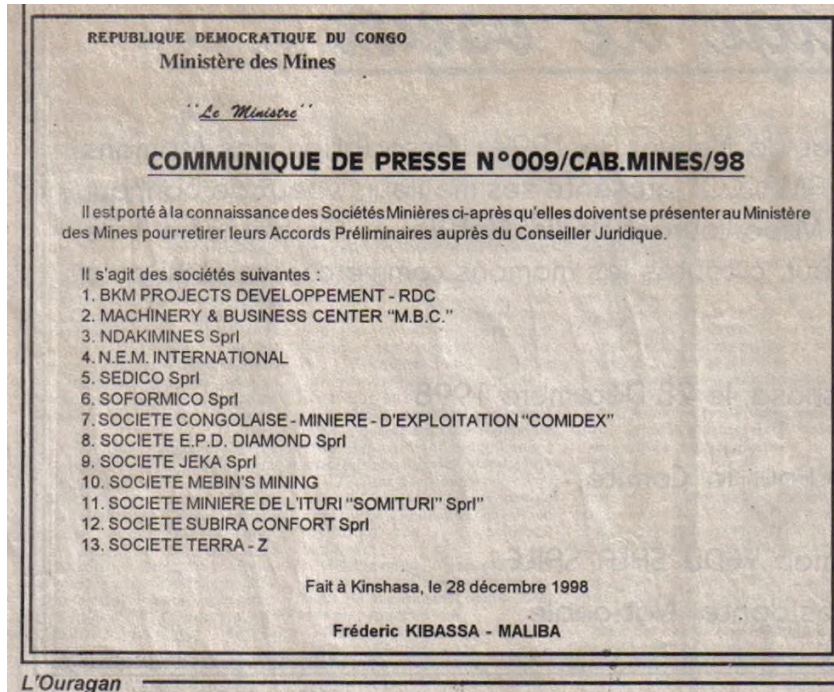 REPUBLIQUE DEMOCRATIQUE DU CONGO
Ministère des Mines
"Le Ministre"
COMMUNIQUE DE PRESSE N°009/CAB.MINES/98
Il est porté à la connaissance des Sociétés Minières ci-après qu'elles doivent se présenter au Ministère
des Mines pour retirer leurs Accords Préliminaires auprès du Conseiller Juridique.
Il s'agit des sociétés suivantes :
1. BKM PROJECTS DEVELOPPEMENT - RDC
2. MACHINERY & BUSINESS CENTER "M.B.C."
3. NDAKIMINES Sprl
4. N.E.M. INTERNATIONAL
5. SEDICO Sprl
6. SOFORMICO Sprl
7. SOCIETE CONGOLAISE - MINIERE - D'EXPLOITATION "COMIDEX"
8. SOCIETE E.P.D. DIAMOND Sprl
9. SOCIETE JEKA Sprl
10. SOCIETE MEBIN'S MINING
11. SOCIETE MINIERE DE L'ITURI "SOMITURI" Sprl"
12. SOCIETE SUBIRA CONFORT Sprl
13. SOCIETE TERRA - Z
Fait à Kinshasa, le 28 décembre 1998
Fréderic KIBASSA - MALIBA
L'Ouragan